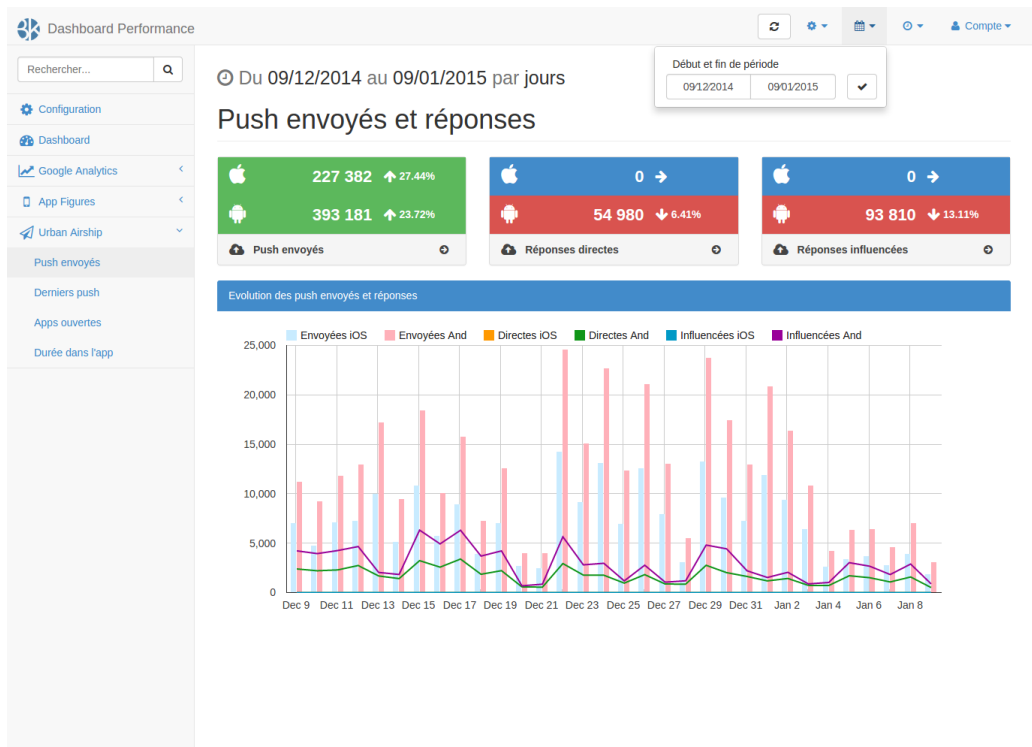 Dashboard Performance
Compte
Rechercher...
Configuration
Dashboard
Google Analytics
App Figures
Urban Airship
Push envoyés
Derniers push
Apps ouvertes
Durée dans l'app
Début et fin de période
09/12/2014 09/01/2015
Du 09/12/2014 au 09/01/2015 par jours
Push envoyés et réponses
227 382 27.44%
393 181 23.72%
Push envoyés
0
54 980 6.41%
Réponses directes
0
93 810 13.11%
Réponses influencées
Evolution des push envoyés et réponses
Envoyées iOS Envoyées And Directes iOS Directes And Influencées iOS Influencées And
25,000
20,000
15,000
10,000
5,000
0
Dec 9 Dec 11 Dec 13 Dec 15 Dec 17 Dec 19 Dec 21 Dec 23 Dec 25 Dec 27 Dec 29 Dec 31 Jan 2 Jan 4 Jan 6 Jan 8